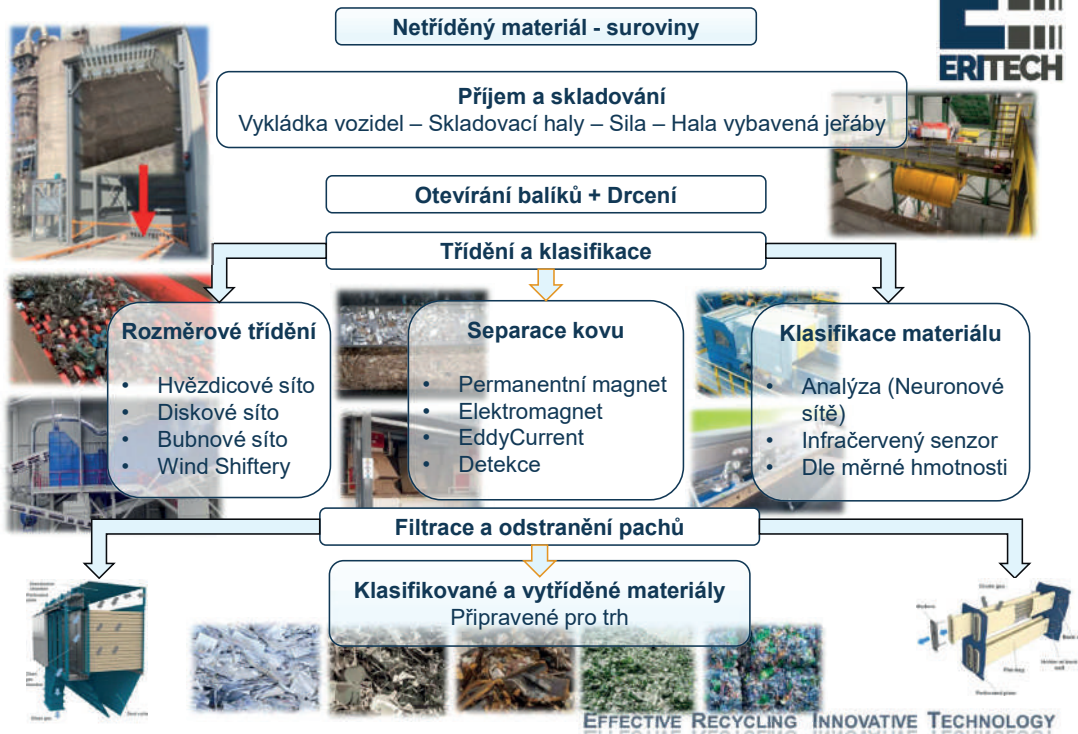 Netříděný materiál - suroviny
ERITECH
Příjem a skladování
Vykládka vozidel – Skladovací haly – Sila – Hala vybavená jeřáby
Otevírání balíků + Drcení
Třídění a klasifikace
Rozměrové třídění
• Hvězdicové síto
• Diskové síto
• Bubnové síto
• Wind Shiftery
Separace kovu
• Permanentní magnet
• Elektromagnet
• EddyCurrent
• Detekce
Klasifikace materiálu
• Analýza (Neuronové
sítě)
• Infračervený senzor
• Dle měrné hmotnosti
Filtrace a odstranění pachů
Klasifikované a vytříděné materiály
Připravené pro trh
EFFECTIVE RECYCLING INNOVATIVE TECHNOLOGY